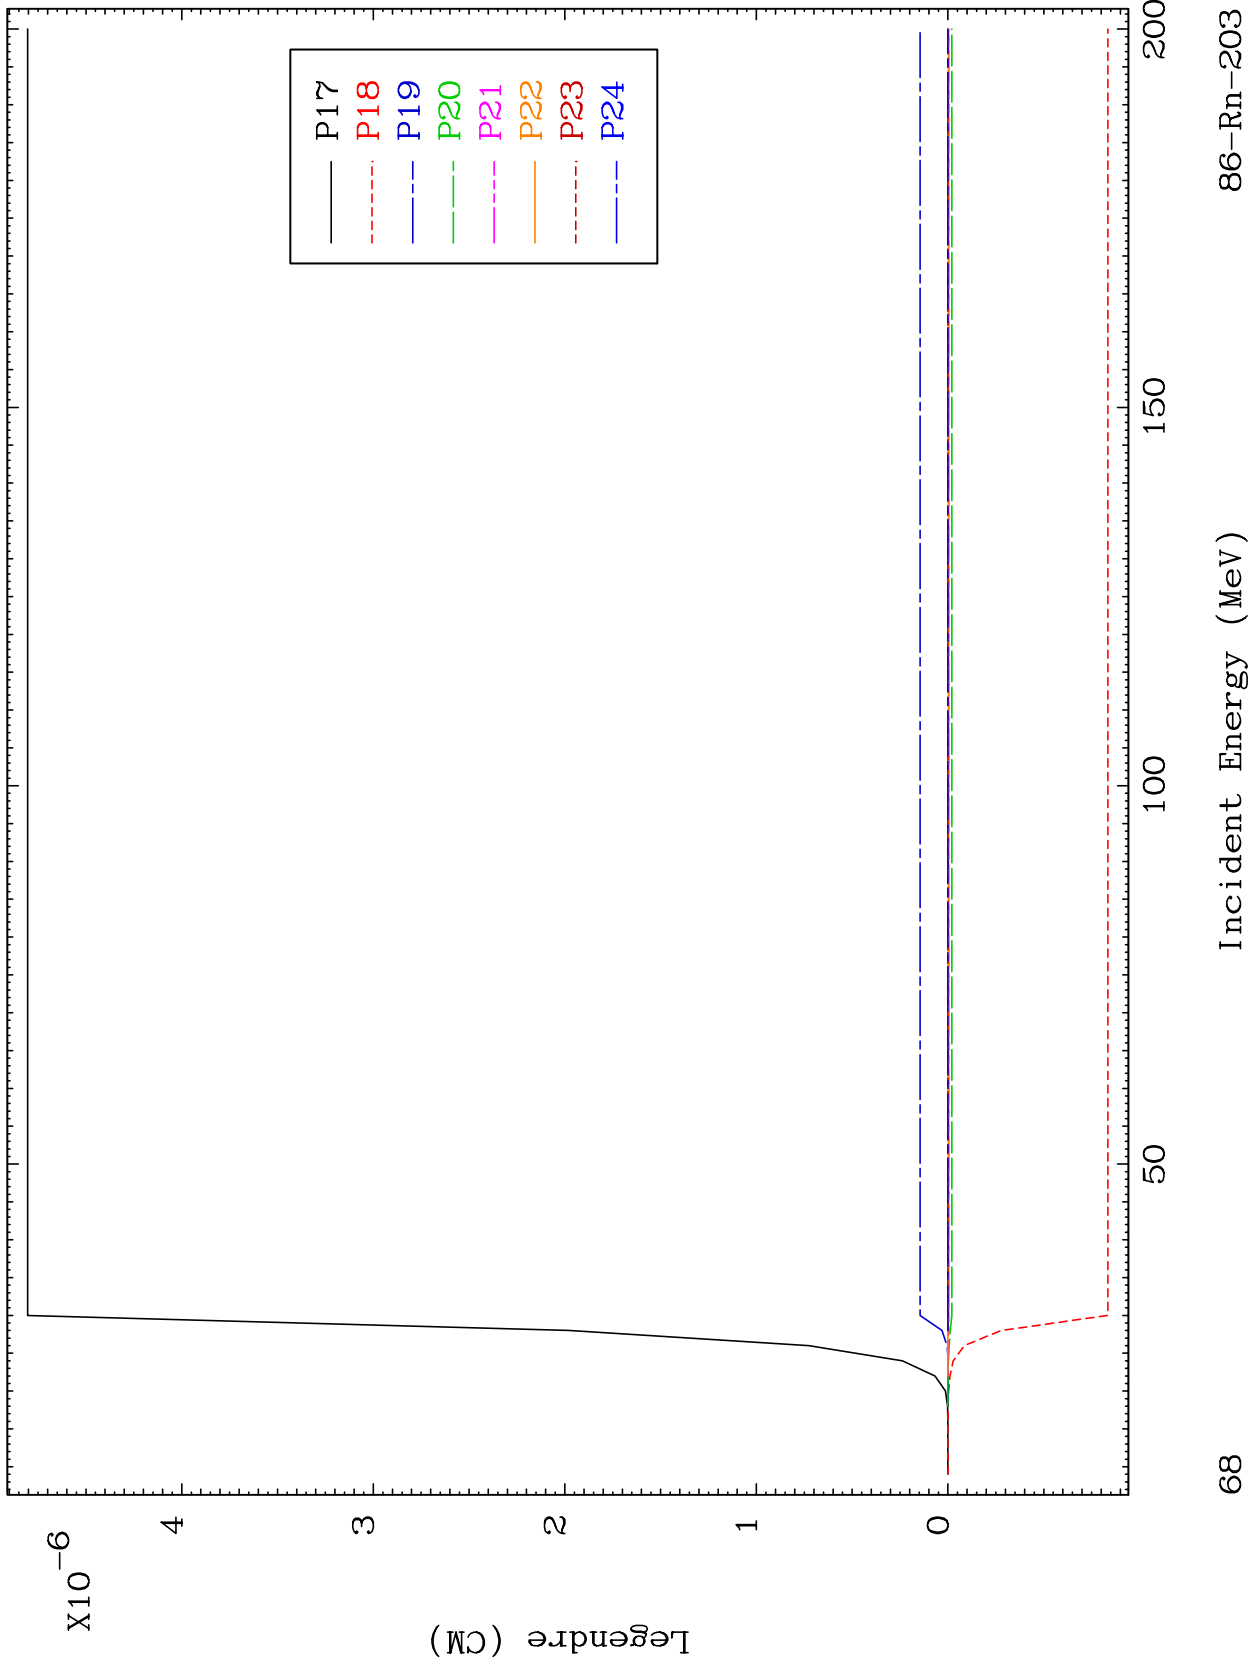 X10
-6
Legendre (CM)
4
3
2
1
0
P17
P18
P19
P20
P21
P22
P23
P24
50
100
150
200
Incident Energy (MeV)
68
86-Rn-203